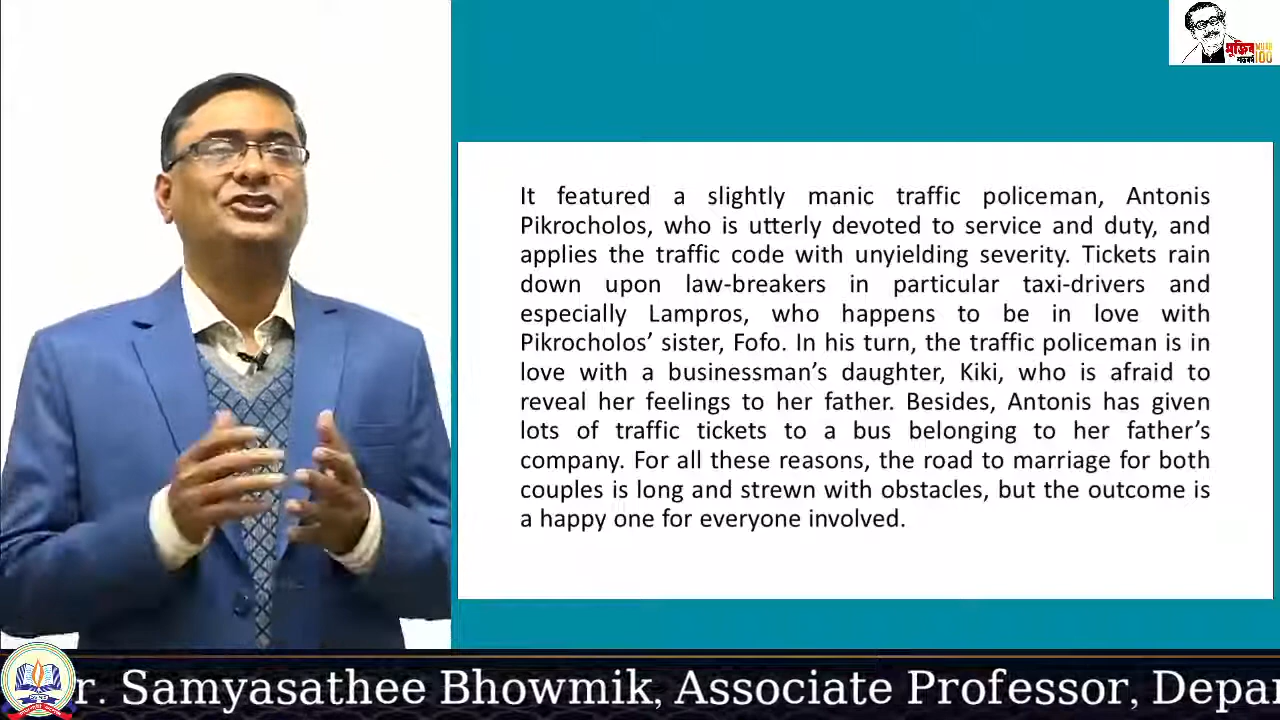 মুজিব
MUJIB
শতবর্ষ
100
It featured a slightly manic traffic policeman, Antonis
Pikrocholos, who is utterly devoted to service and duty, and
applies the traffic code with unyielding severity. Tickets rain
down upon law-breakers in particular taxi-drivers and
especially Lampros, who happens to be in love with
Pikrocholos’ sister, Fofo. In his turn, the traffic policeman is in
love with a businessman’s daughter, Kiki, who is afraid to
reveal her feelings to her father. Besides, Antonis has given
lots of traffic tickets to a bus belonging to her father’s
company. For all these reasons, the road to marriage for both
couples is long and strewn with obstacles, but the outcome is
a happy one for everyone involved.
r. Samyasathee Bhowmik, Associate Professor, Depar